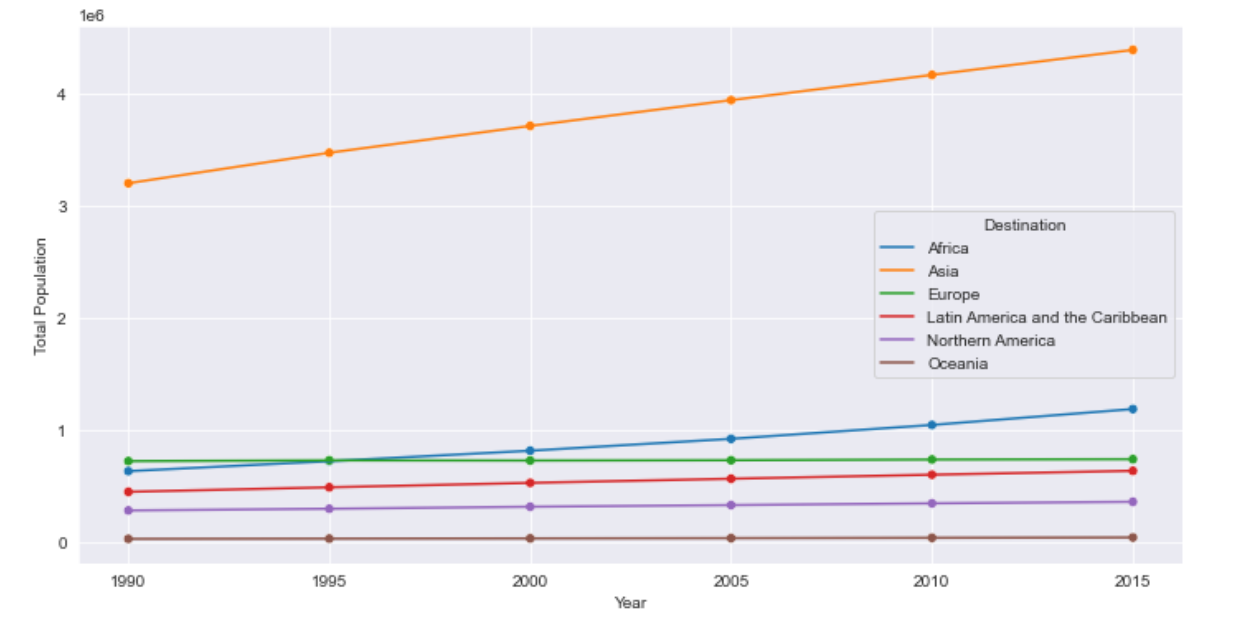 1e6
4
3
2
1
0
Total Population
Destination
Africa
Asia
Europe
Latin America and the Caribbean
Northern America
Oceania
1990 1995 2000 2005 2010 2015
Year